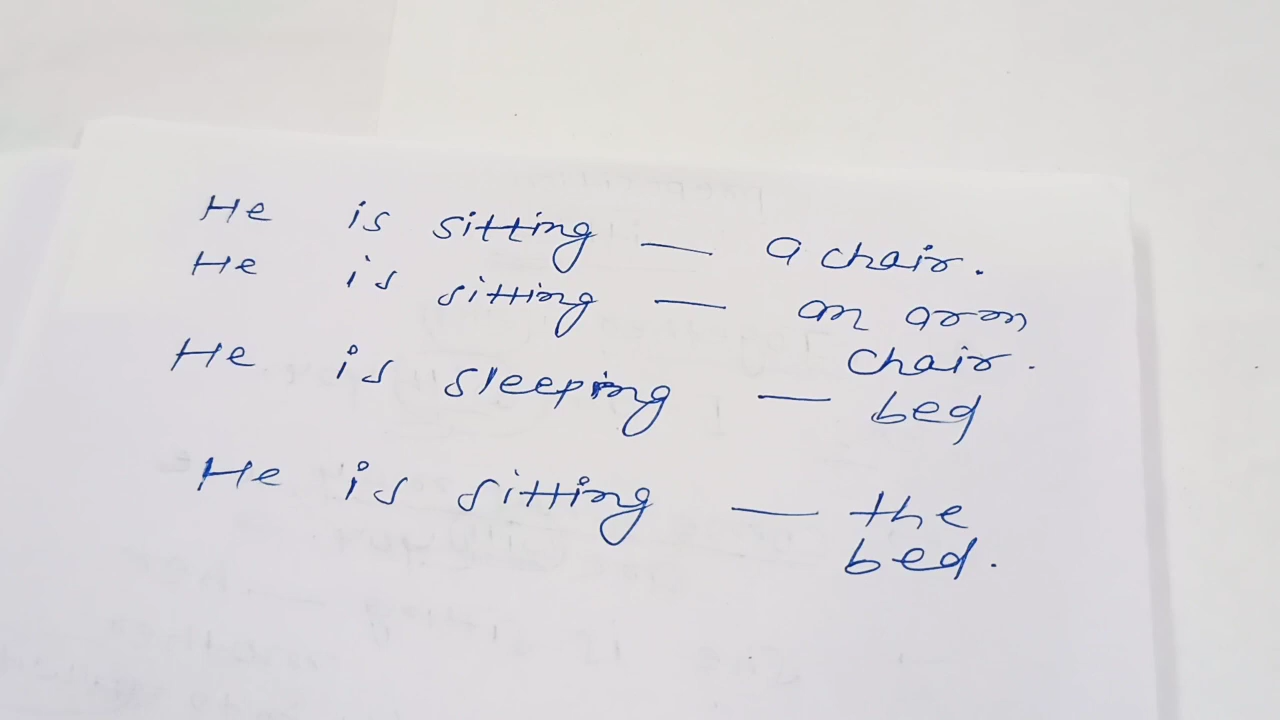 He is sitting — a chair.
He is sitting — an arm
chair.
He is sleeping — bed
He is sitting — the
bed.